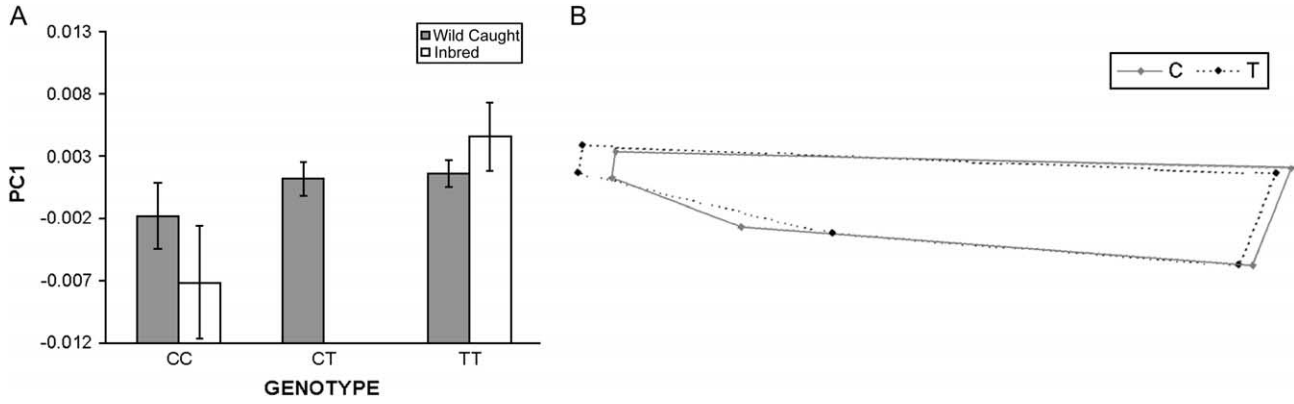 A
PC1
0.013
0.008
0.003
-0.002
-0.007
-0.012
Wild Caught
Inbred
CC CT TT
GENOTYPE
B
C T